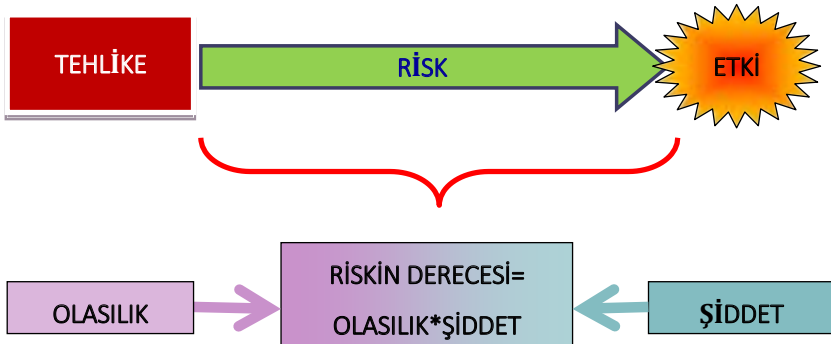 TEHLİKE
RİSK
ETKİ
OLASILIK
RİSKİN DERECESİ=
OLASILIK*ŞİDDET
ŞİDDET